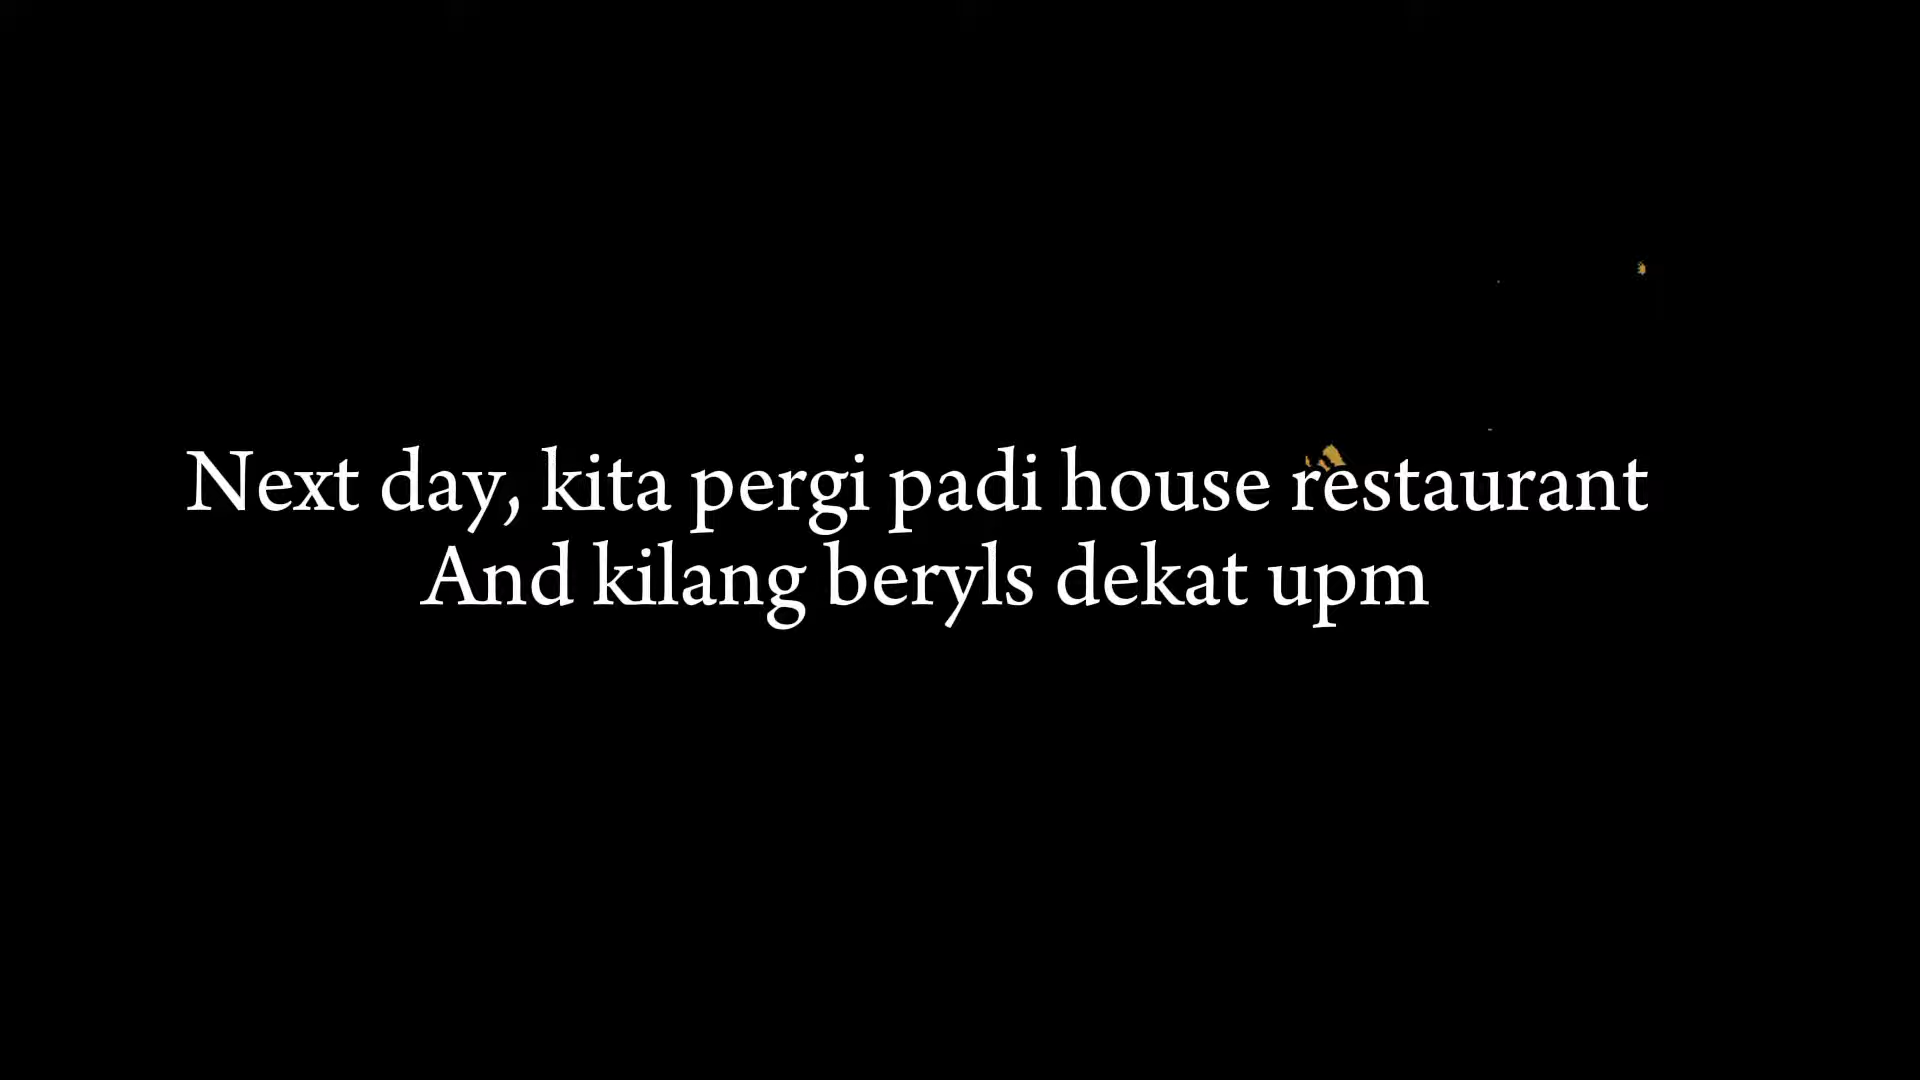 Next day, kita pergi padi house restaurant
And kilang beryls dekat upm